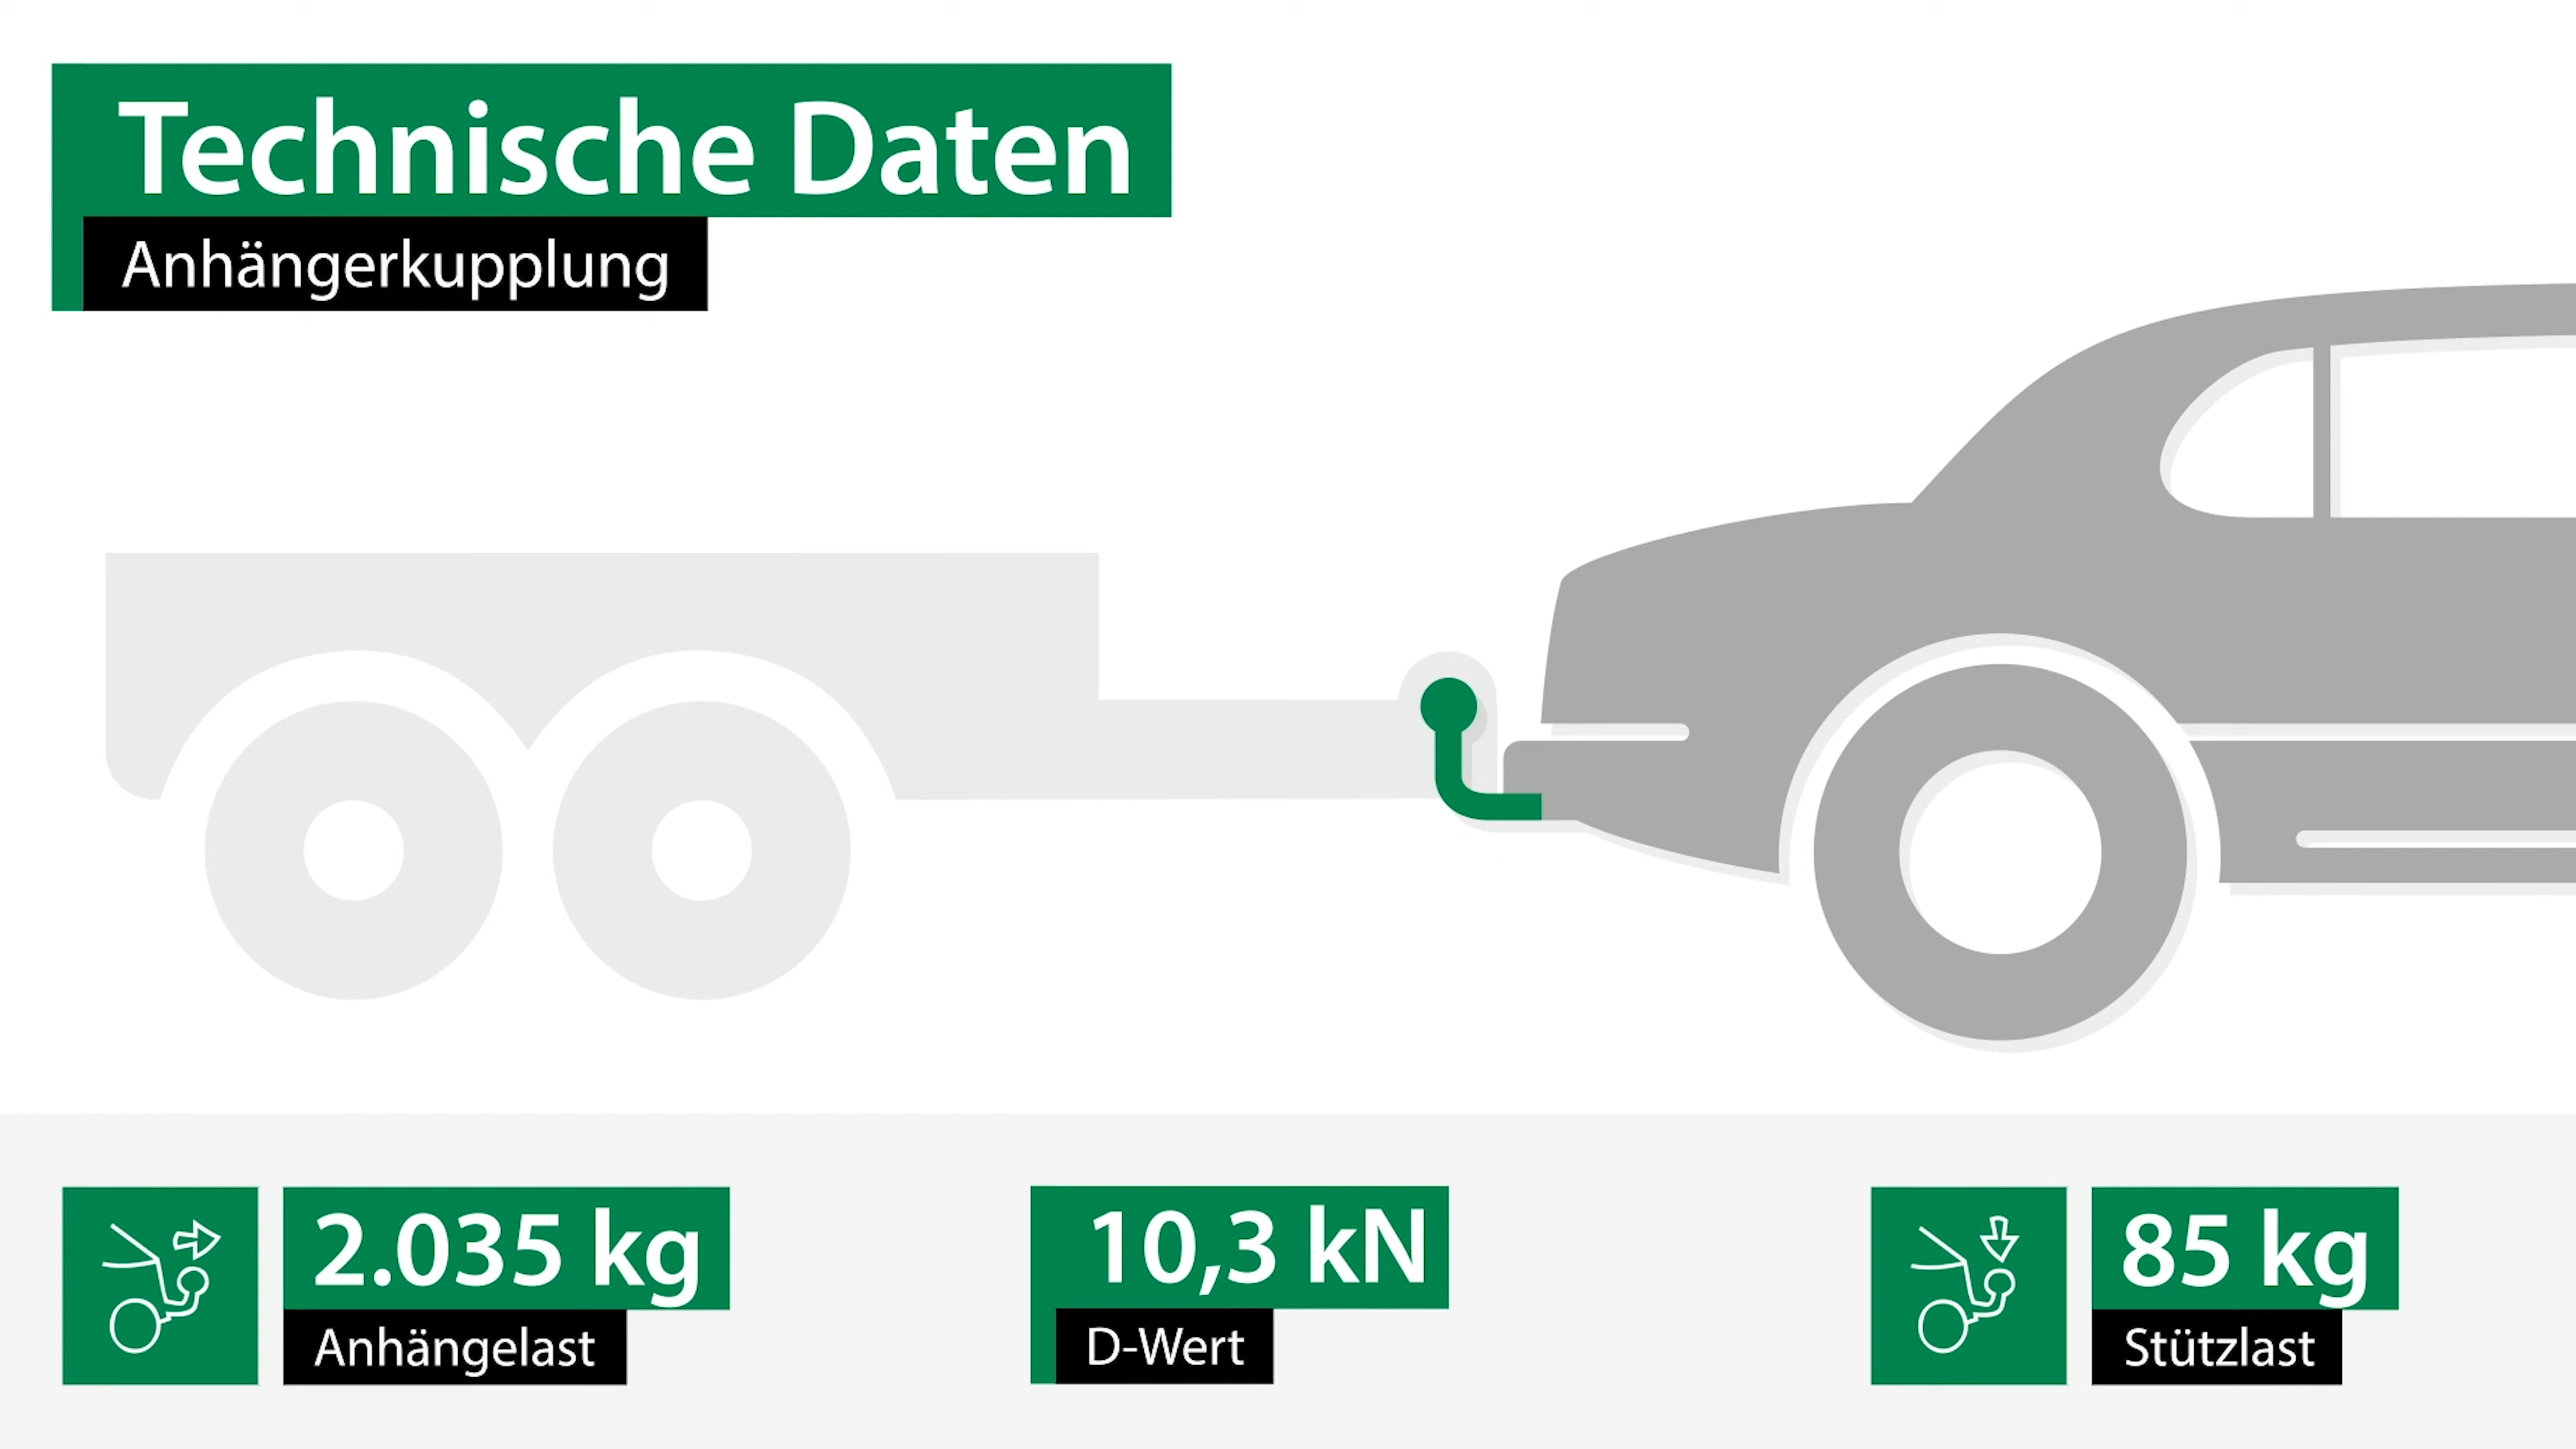 Technische Daten
Anhängerkupplung
2.035 kg
Anhängelast
10,3 kN
D-Wert
85 kg
Stützlast